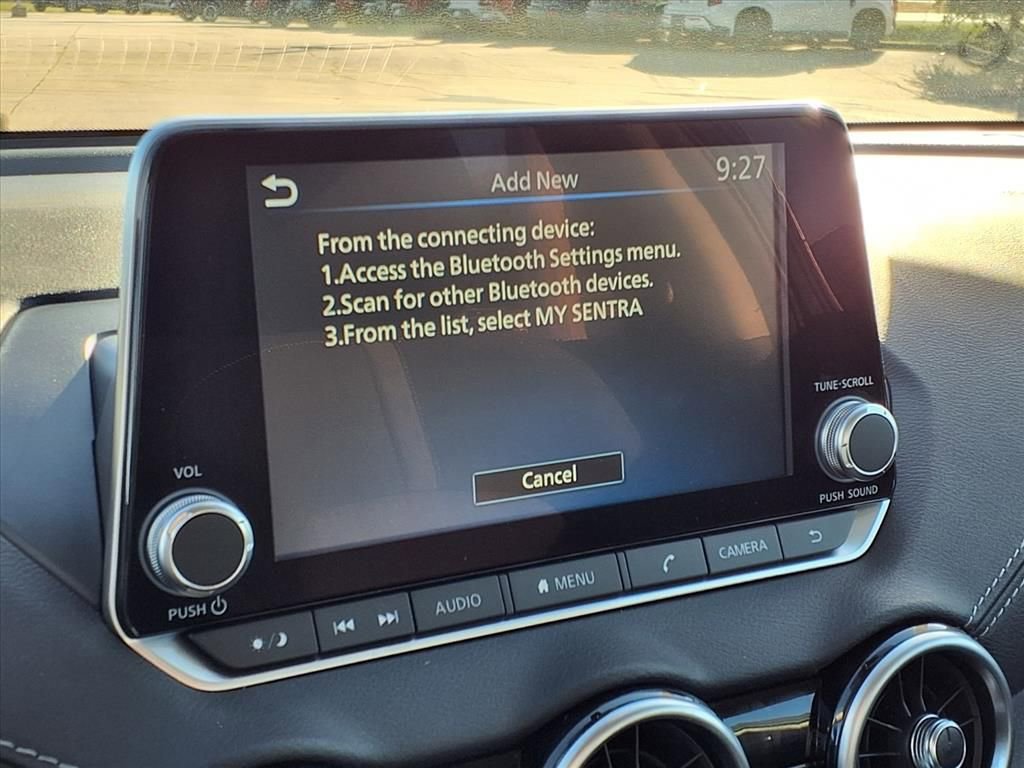 Add New
9:27
From the connecting device:
1.Access the Bluetooth Settings menu.
2.Scan for other Bluetooth devices.
3.From the list, select MY SENTRA
Cancel
TUNE·SCROLL
PUSH SOUND
VOL
PUSH
AUDIO
MENU
CAMERA